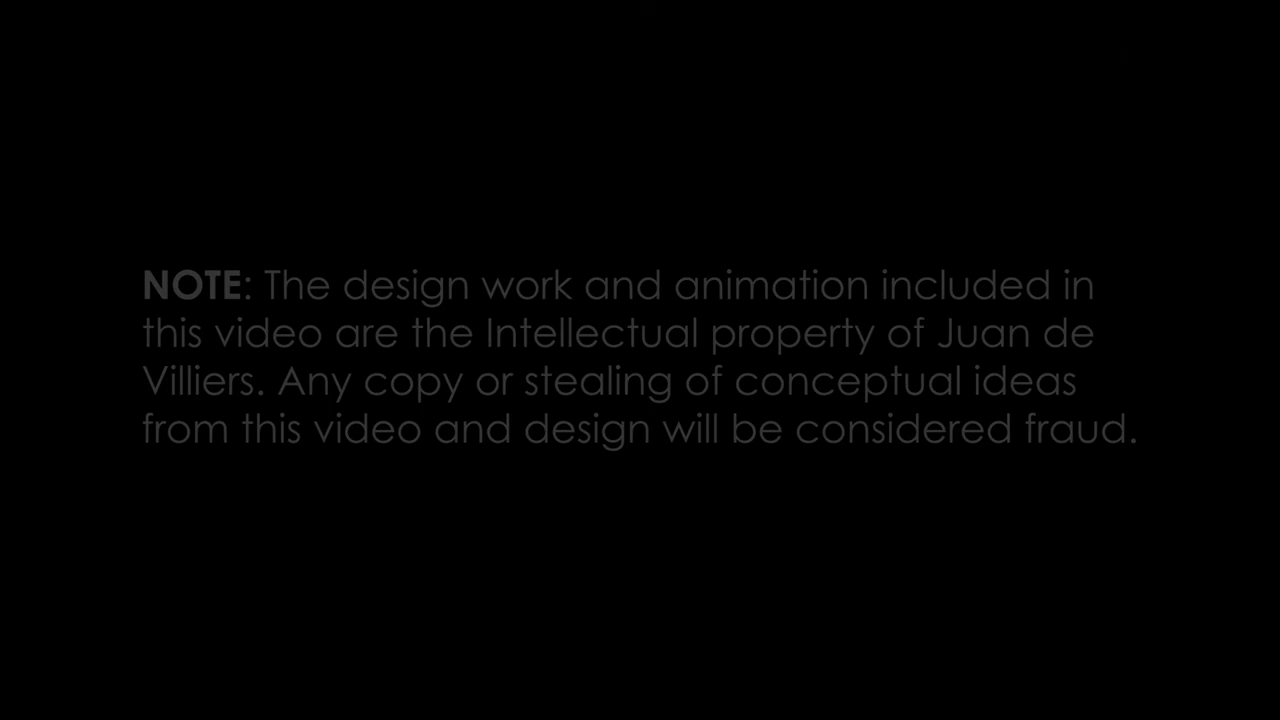 NOTE: The design work and animation included in
this video are the Intellectual property of Juan de
Villiers. Any copy or stealing of conceptual ideas
from this video and design will be considered fraud.